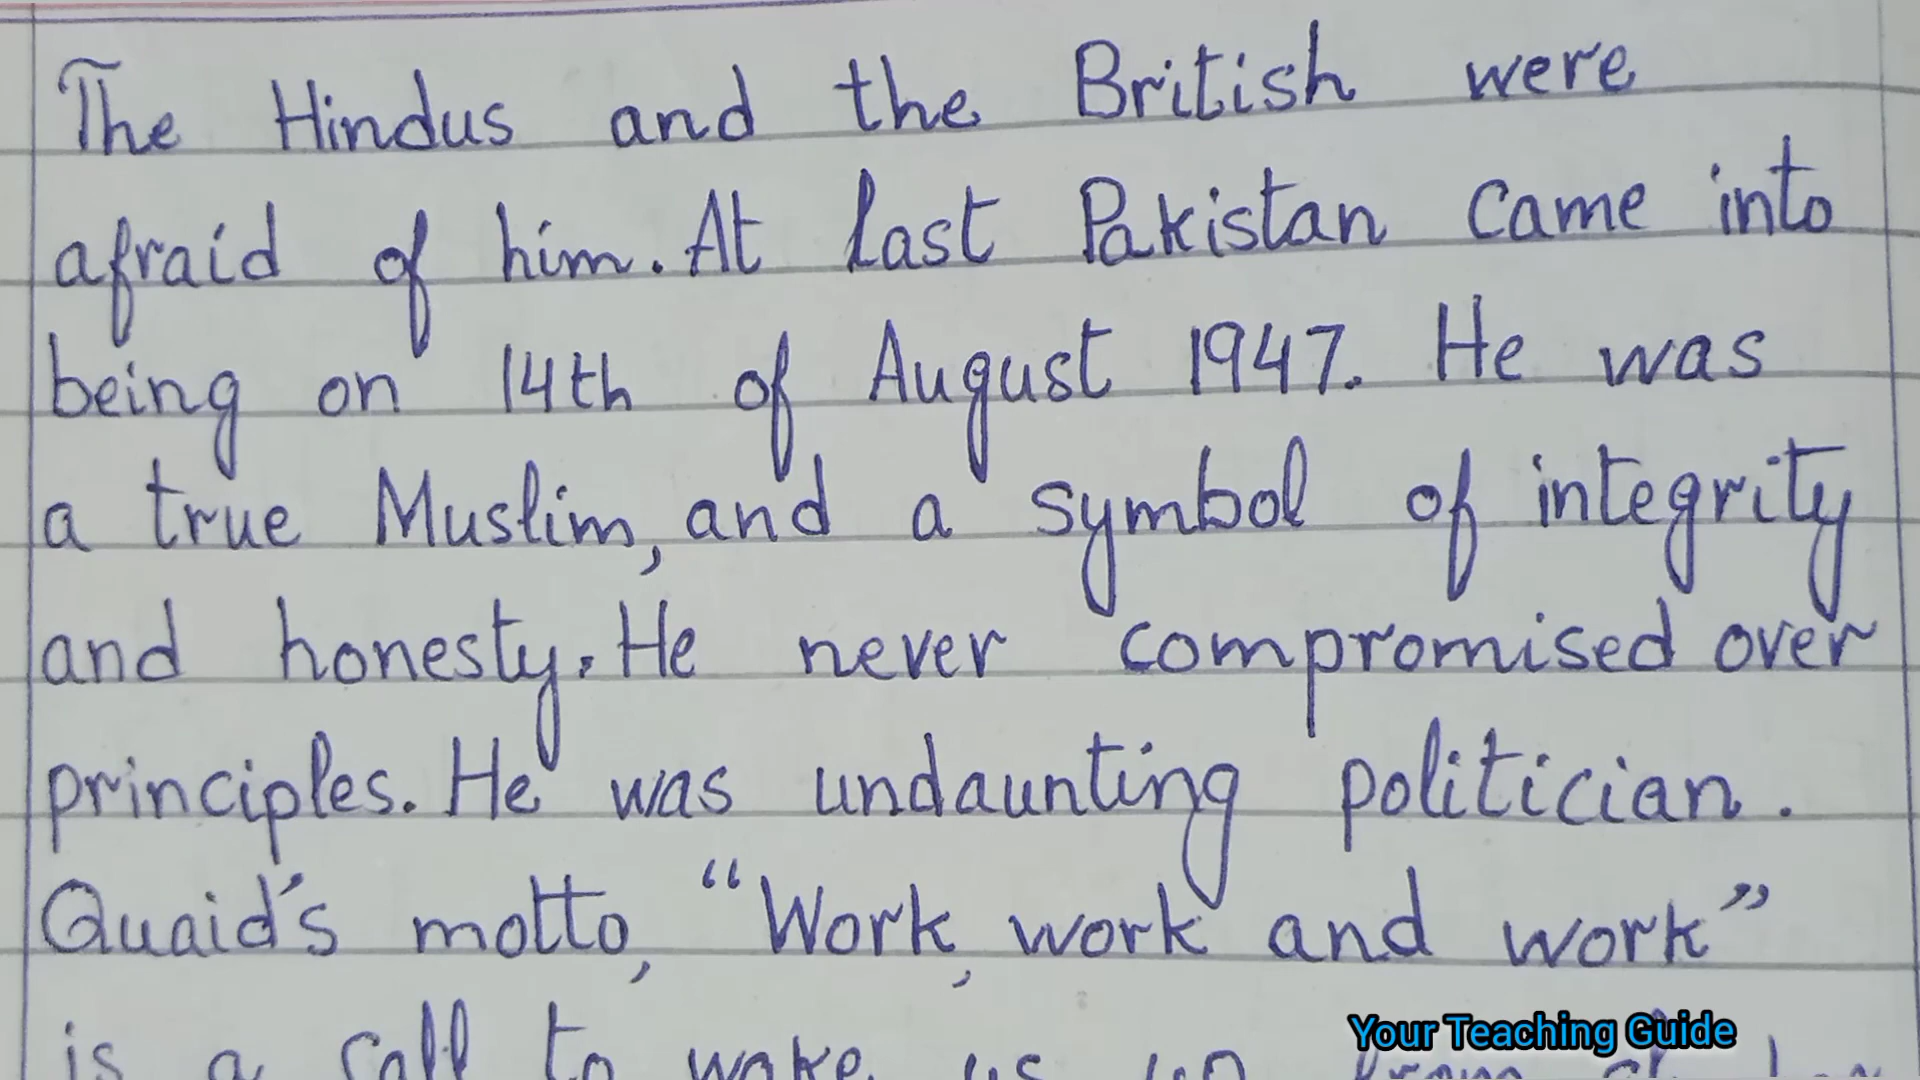 The Hindus and the British were
afraid of him. At last Pakistan came into
being on 14th of August 1947. He was
a true Muslim, and a symbol of integrity
and honesty. He never compromised over
principles. He was undaunting politician.
Quaid's motto, "Work, work and work"
is a call to wake us up from
Your Teaching Guide